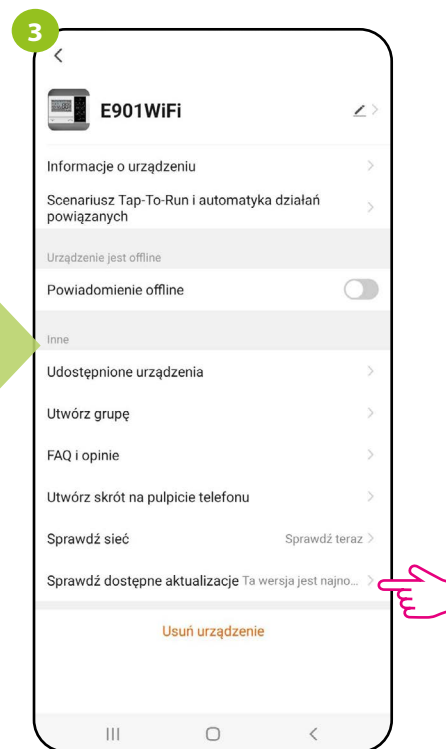 3
E901WiFi
Informacje o urządzeniu
Scenariusz Tap-To-Run i automatyka działań
powiązanych
Urządzenie jest offline
Powiadomienie offline
Inne
Udostępnione urządzenia
Utwórz grupę
FAQ i opinie
Utwórz skrót na pulpicie telefonu
Sprawdź sieć Sprawdź teraz
Sprawdź dostępne aktualizacje Ta wersja jest najno...
Usuń urządzenie